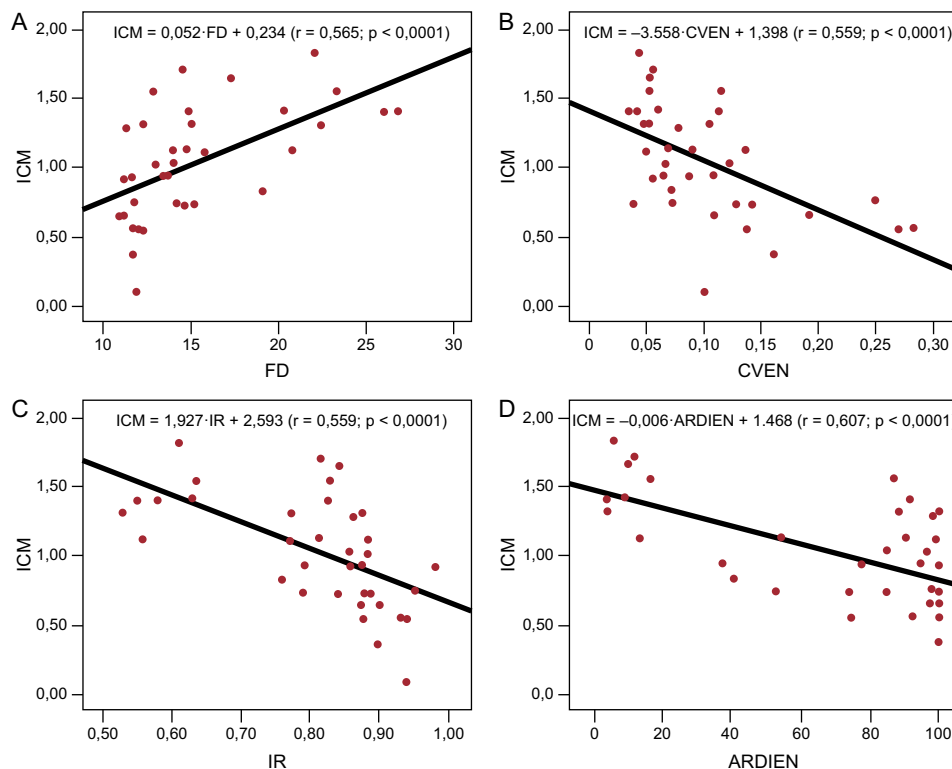 A
ICM = 0,052·FD + 0,234 (r = 0,565; p < 0,0001)
2,00
1,50
1,00
0,50
0,00
ICM
10 15 20 25 30
FD
B
ICM = –3.558·CVEN + 1,398 (r = 0,559; p < 0,0001)
2,00
1,50
1,00
0,50
0,00
ICM
0 0,05 0,10 0,15 0,20 0,25 0,30
CVEN
C
ICM = 1,927·IR + 2,593 (r = 0,559; p < 0,0001)
2,00
1,50
1,00
0,50
0,00
ICM
0,50 0,60 0,70 0,80 0,90 1,00
IR
D
ICM = –0,006·ARDIEN + 1.468 (r = 0,607; p < 0,0001
2,00
1,50
1,00
0,50
0,0
ICM
0 20 40 60 80 100
ARDIEN